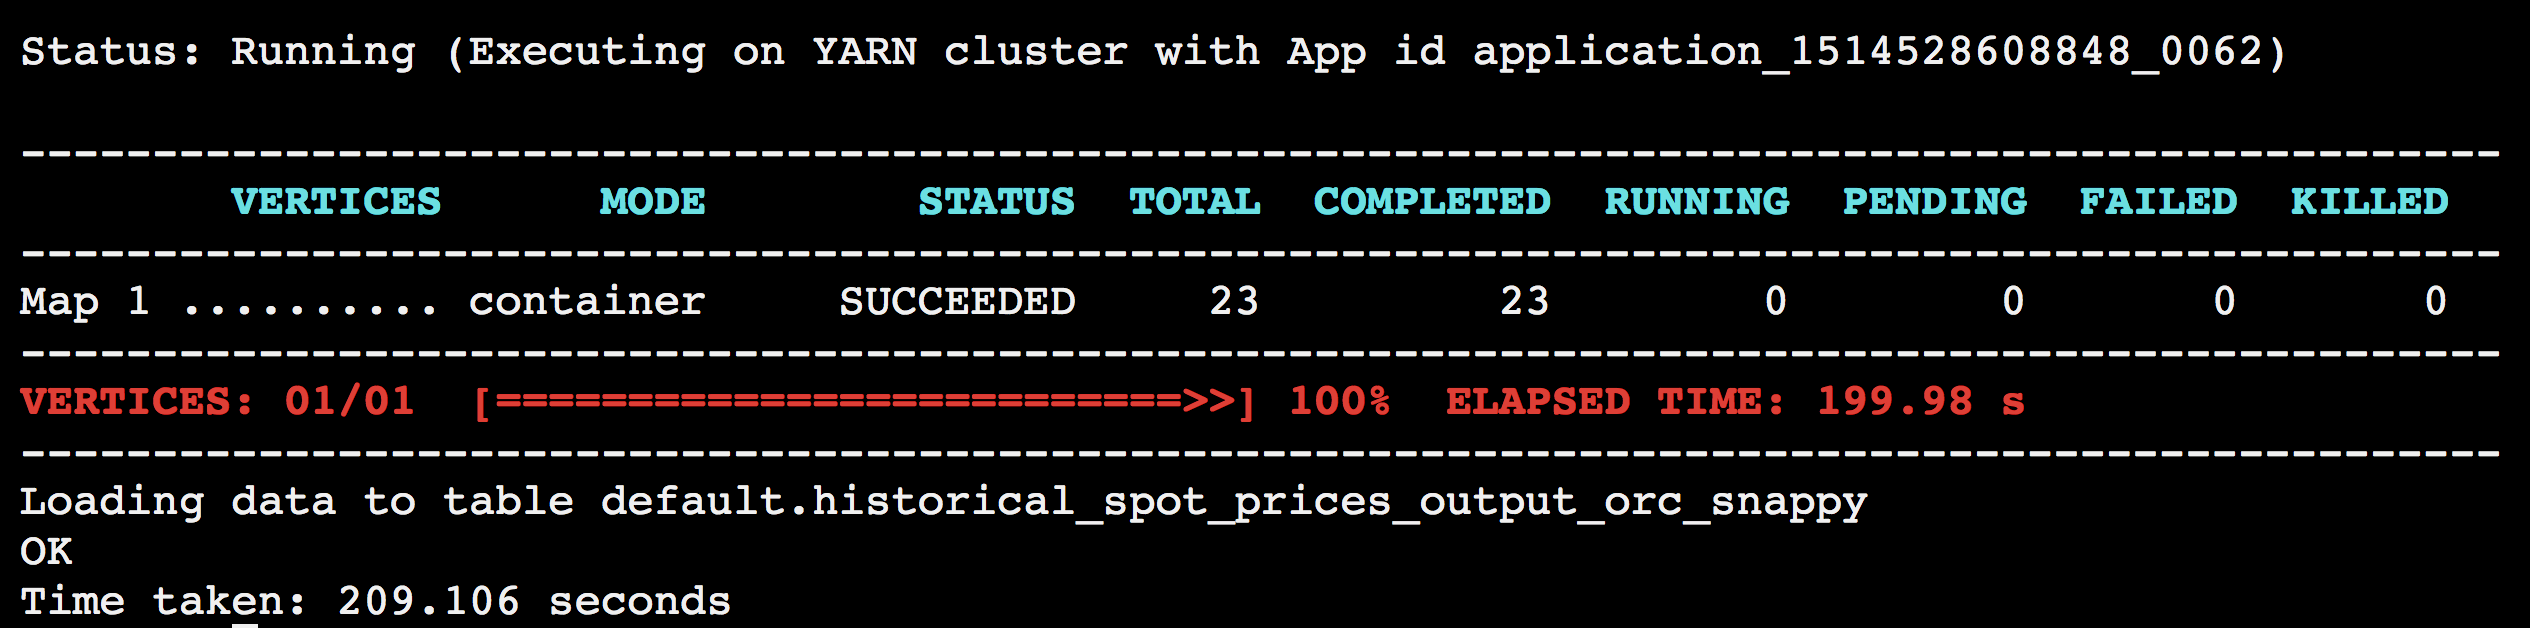 Status: Running (Executing on YARN cluster with App id application_1514528608848_0062)
----------------------------------------------------------------------------------------------
        VERTICES      MODE        STATUS  TOTAL  COMPLETED  RUNNING  PENDING  FAILED  KILLED
----------------------------------------------------------------------------------------------
Map 1 .......... container     SUCCEEDED     23         23        0        0       0       0
----------------------------------------------------------------------------------------------
VERTICES: 01/01  [==========================>>] 100%  ELAPSED TIME: 199.98 s
----------------------------------------------------------------------------------------------
Loading data to table default.historical_spot_prices_output_orc_snappy
OK
Time taken: 209.106 seconds